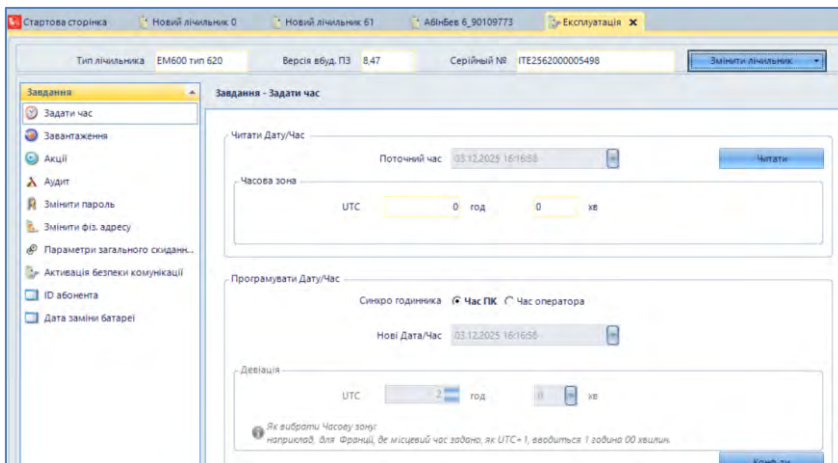 Стартова сторінка Новий лічильник 0 Новий лічильник 61 АбІнБев 6_90109773 Експлуатація
Тип лічильника EM600 тип 620 Версія вбуд. ПЗ 8,47 Серійный № ITE2562000005498 Змінити лічильник
Завдання Завдання - Задати час
Задати час
Завантаження
Акції
Аудит
Змінити пароль
Змінити фіз. адресу
Параметри загального скиданн...
Активація безпеки комунікації
ID абонента
Дата заміни батареї
Читати Дату/Час
Поточний час 03.12.2025 16:16:58 Читати
Часова зона
UTC 0 год 0 хв
Програмувати Дату/Час
Синхро годинника Час ПК Час оператора
Нові Дата/Час 03.12.2025 16:16:58
Девіація
UTC 2 год 0 хв
Як вибрати Часову зону:
наприклад, для Франції, де місцевий час задано, як UTC+1, вводиться 1 година 00 хвилин.